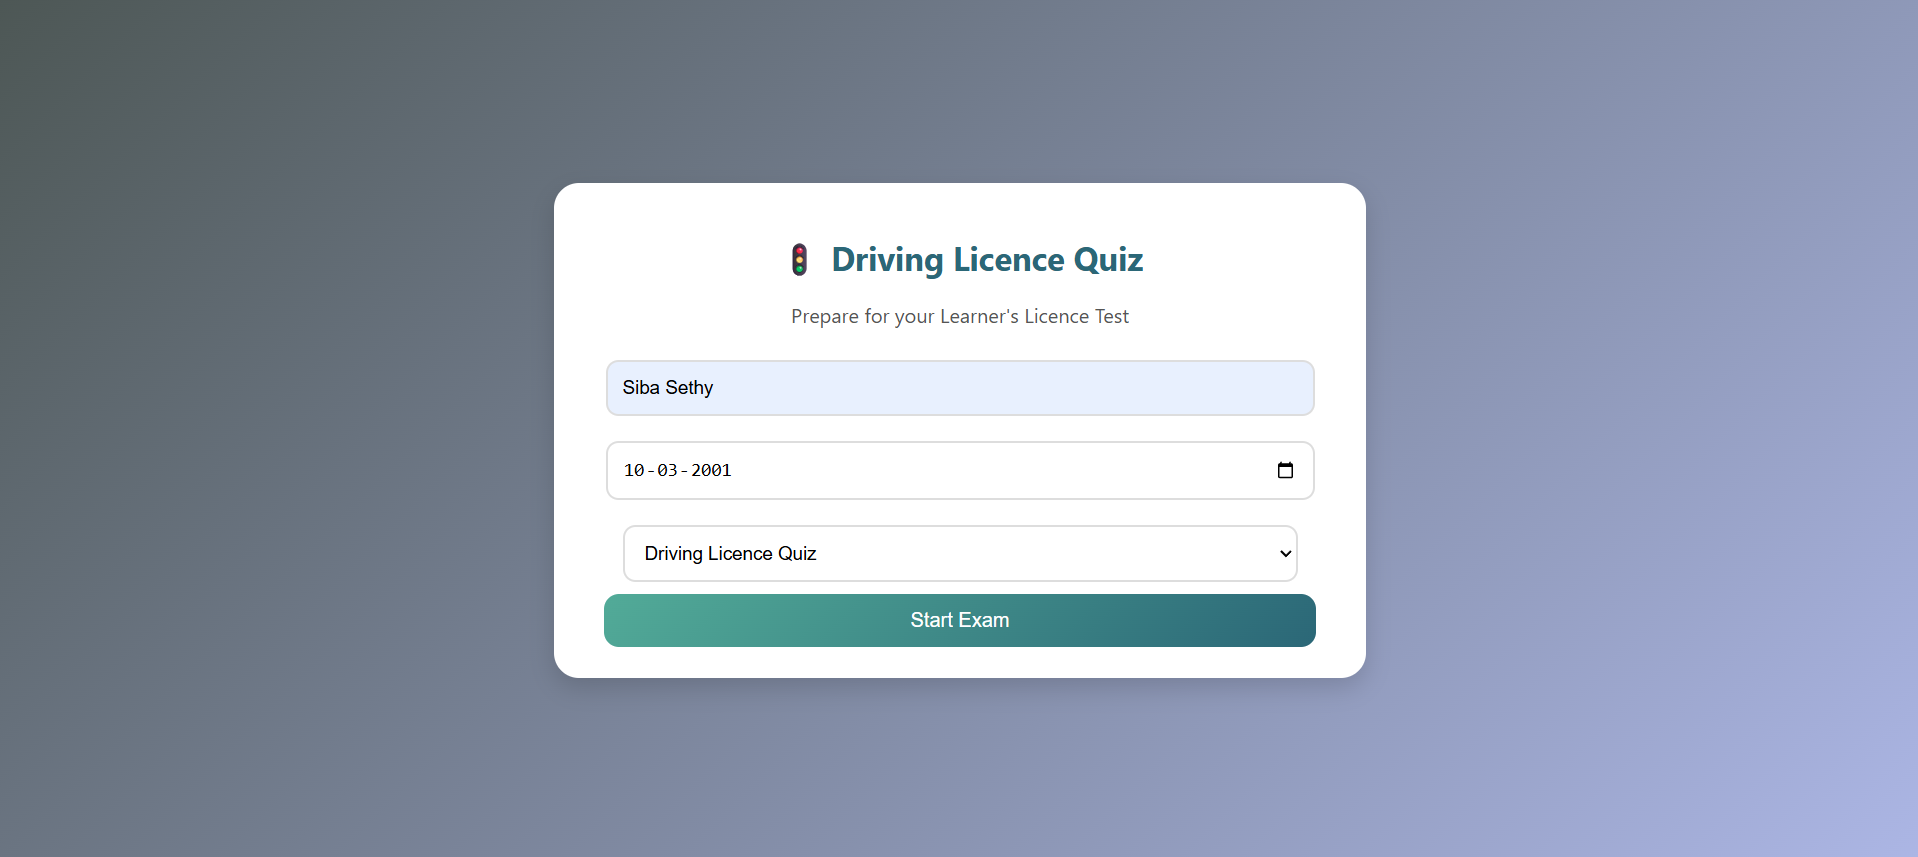 Driving Licence Quiz
Prepare for your Learner's Licence Test
Siba Sethy
10-03-2001
Driving Licence Quiz
Start Exam